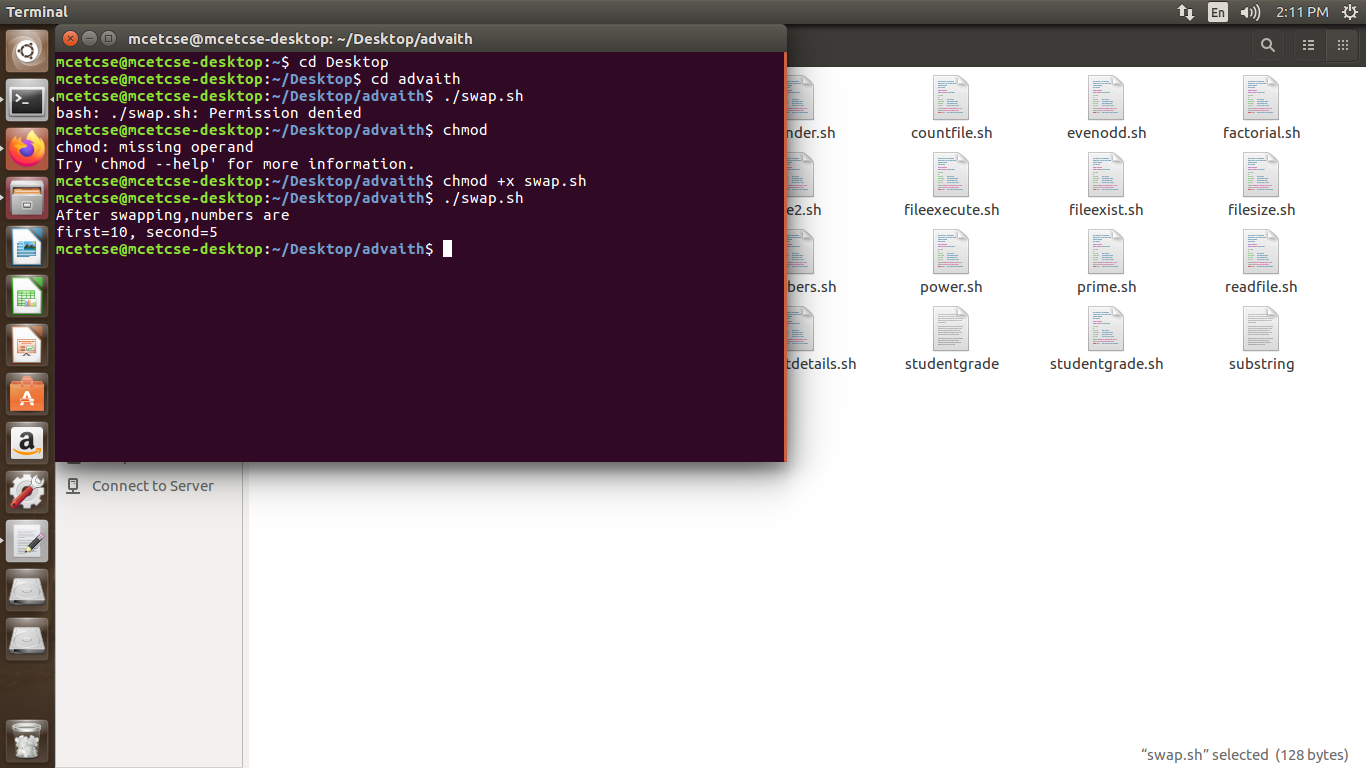 Terminal
En
2:11 PM
mcetcse@mcetcse-desktop: ~/Desktop/advaith
mcetcse@mcetcse-desktop:~$ cd Desktop
mcetcse@mcetcse-desktop:~/Desktop$ cd advaith
mcetcse@mcetcse-desktop:~/Desktop/advaith$ ./swap.sh
bash: ./swap.sh: Permission denied
mcetcse@mcetcse-desktop:~/Desktop/advaith$ chmod
chmod: missing operand
Try 'chmod --help' for more information.
mcetcse@mcetcse-desktop:~/Desktop/advaith$ chmod +x swap.sh
mcetcse@mcetcse-desktop:~/Desktop/advaith$ ./swap.sh
After swapping,numbers are
first=10, second=5
mcetcse@mcetcse-desktop:~/Desktop/advaith$
nder.sh countfile.sh evenodd.sh factorial.sh
e2.sh fileexecute.sh fileexist.sh filesize.sh
bers.sh power.sh prime.sh readfile.sh
tdetails.sh studentgrade studentgrade.sh substring
Connect to Server
“swap.sh” selected (128 bytes)